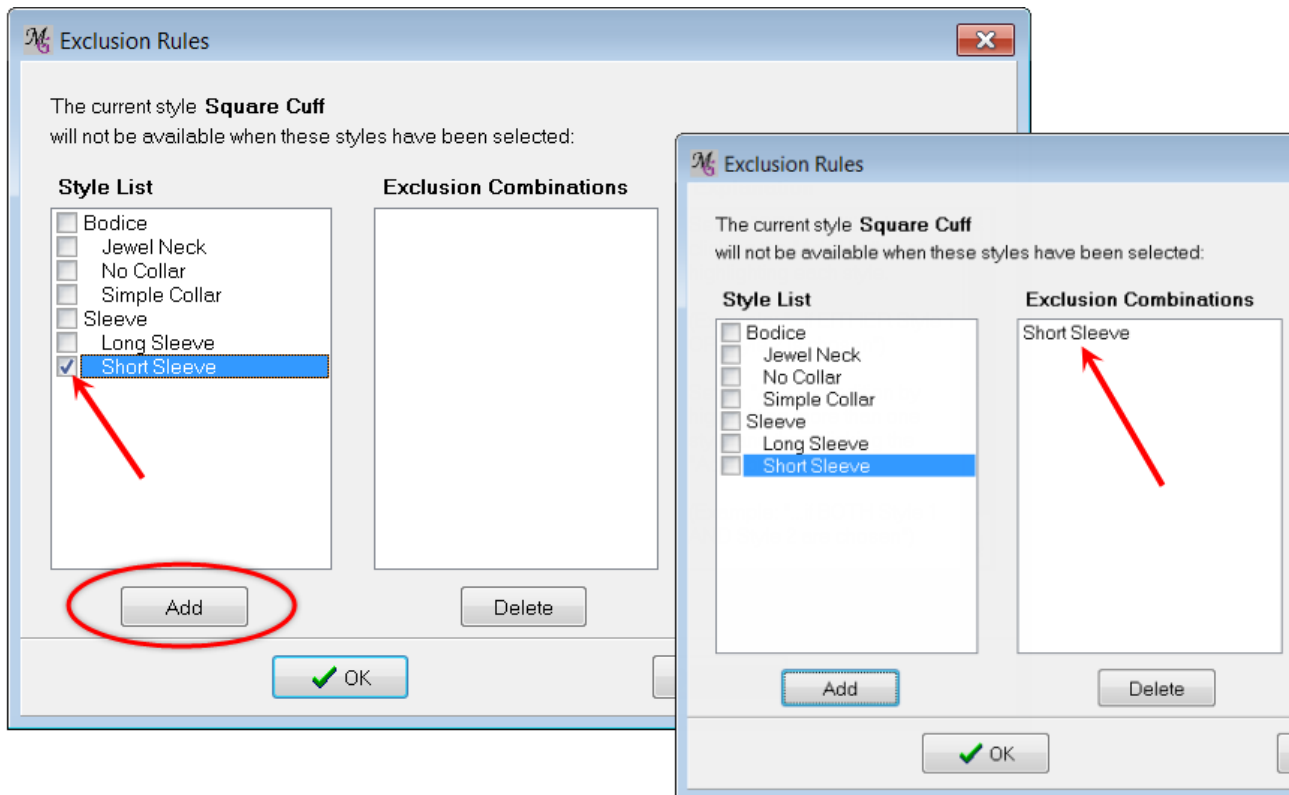 Exclusion Rules
The current style Square Cuff
will not be available when these styles have been selected:
Style List
Exclusion Combinations
Bodice
Jewel Neck
No Collar
Simple Collar
Sleeve
Long Sleeve
Short Sleeve
Add
Delete
OK
Exclusion Rules
The current style Square Cuff
will not be available when these styles have been selected:
Style List
Exclusion Combinations
Bodice
Jewel Neck
No Collar
Simple Collar
Sleeve
Long Sleeve
Short Sleeve
Short Sleeve
Add
Delete
OK